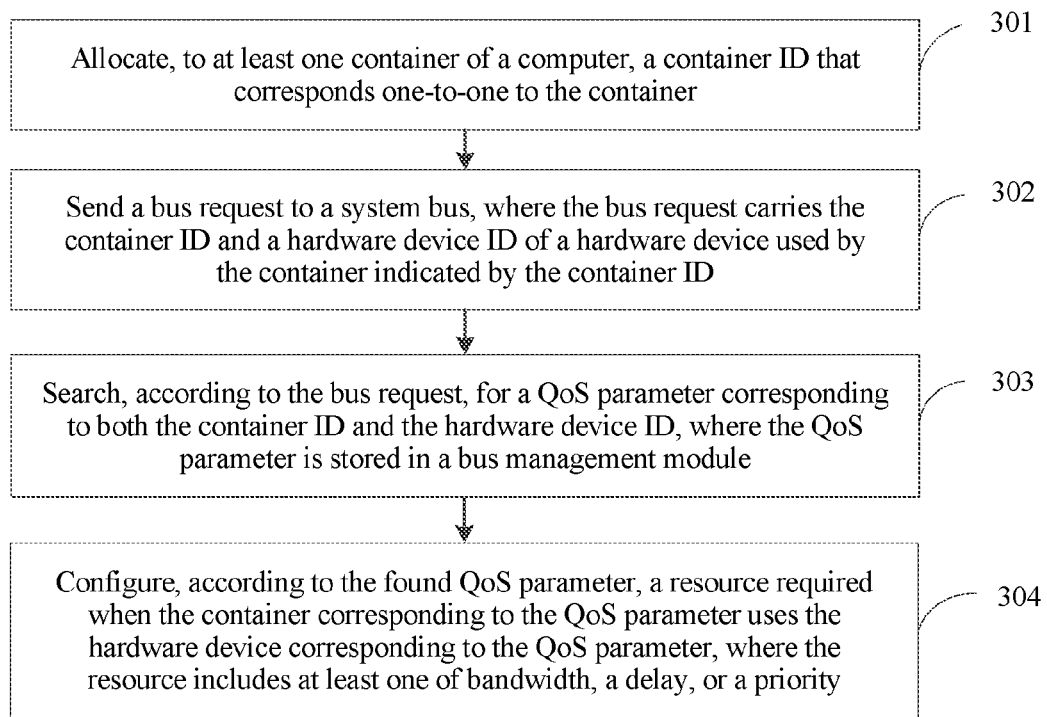 301
Allocate, to at least one container of a computer, a container ID that
corresponds one-to-one to the container
302
Send a bus request to a system bus, where the bus request carries the
container ID and a hardware device ID of a hardware device used by
the container indicated by the container ID
303
Search, according to the bus request, for a QoS parameter corresponding
to both the container ID and the hardware device ID, where the QoS
parameter is stored in a bus management module
304
Configure, according to the found QoS parameter, a resource required
when the container corresponding to the QoS parameter uses the
hardware device corresponding to the QoS parameter, where the
resource includes at least one of bandwidth, a delay, or a priority